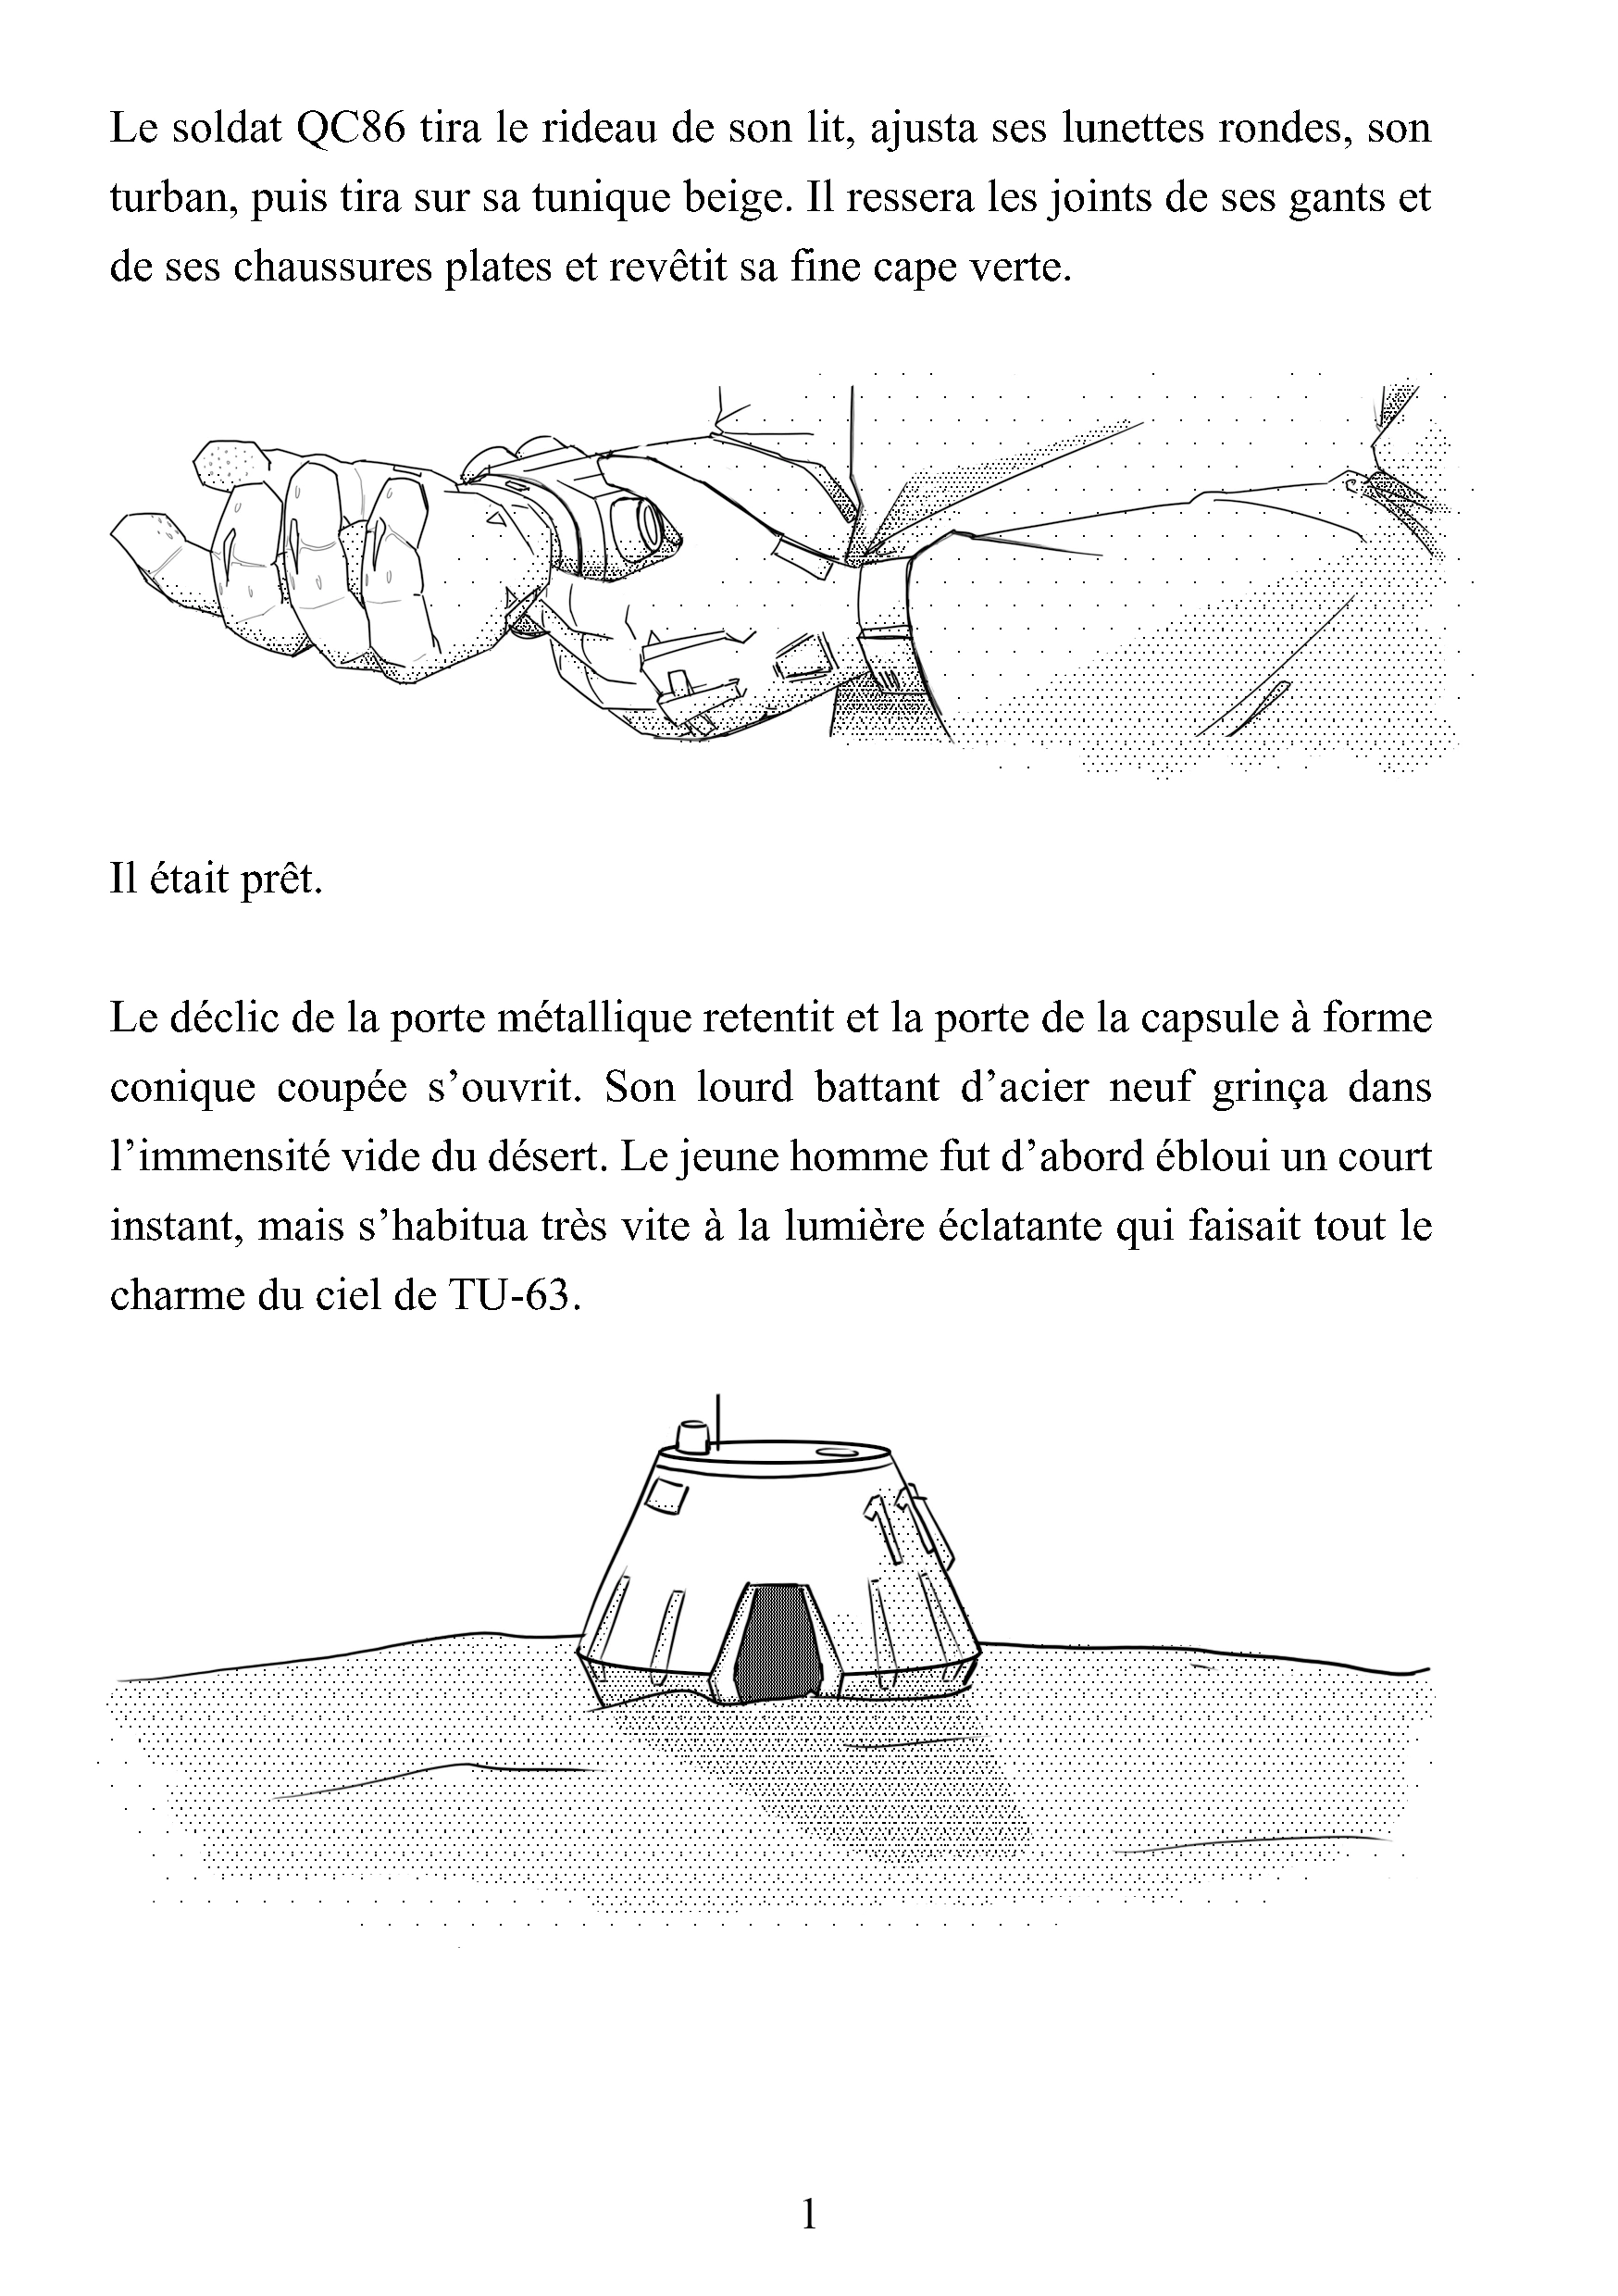 Le soldat QC86 tira le rideau de son lit, ajusta ses lunettes rondes, son
turban, puis tira sur sa tunique beige. Il ressera les joints de ses gants et
de ses chaussures plates et revêtit sa fine cape verte.
Il était prêt.
Le déclic de la porte métallique retentit et la porte de la capsule à forme
conique coupée s’ouvrit. Son lourd battant d’acier neuf grinça dans
l’immensité vide du désert. Le jeune homme fut d’abord ébloui un court
instant, mais s’habitua très vite à la lumière éclatante qui faisait tout le
charme du ciel de TU-63.
11
1